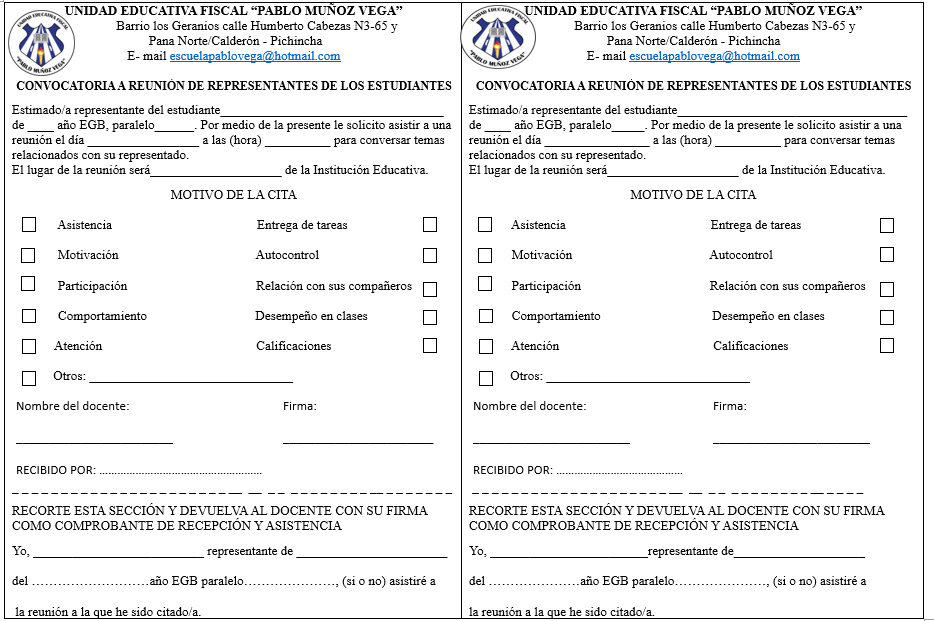 UNIDAD EDUCATIVA FISCAL
"PABLO MUÑOZ VEGA"
UNIDAD EDUCATIVA FISCAL “PABLO MUÑOZ VEGA”
Barrio los Geranios calle Humberto Cabezas N3-65 y
Pana Norte/Calderón - Pichincha
E- mail escuelapablovega@hotmail.com
CONVOCATORIA A REUNIÓN DE REPRESENTANTES DE LOS ESTUDIANTES
Estimado/a representante del estudiante___________________________________
de ____ año EGB, paralelo______. Por medio de la presente le solicito asistir a una
reunión el día _________________ a las (hora) __________ para conversar temas
relacionados con su representado.
El lugar de la reunión será____________________ de la Institución Educativa.
MOTIVO DE LA CITA
Asistencia Entrega de tareas
Motivación Autocontrol
Participación Relación con sus compañeros
Comportamiento Desempeño en clases
Atención Calificaciones
Otros: _______________________________
Nombre del docente: Firma:
________________________ _______________________
RECIBIDO POR: ……………………………………………
RECORTE ESTA SECCIÓN Y DEVUELVA AL DOCENTE CON SU FIRMA
COMO COMPROBANTE DE RECEPCIÓN Y ASISTENCIA
Yo, __________________________ representante de _______________________
del ………………………año EGB paralelo…………………, (si o no) asistiré a
la reunión a la que he sido citado/a.
UNIDAD EDUCATIVA FISCAL
"PABLO MUÑOZ VEGA"
UNIDAD EDUCATIVA FISCAL “PABLO MUÑOZ VEGA”
Barrio los Geranios calle Humberto Cabezas N3-65 y
Pana Norte/Calderón - Pichincha
E- mail escuelapablovega@hotmail.com
CONVOCATORIA A REUNIÓN DE REPRESENTANTES DE LOS ESTUDIANTES
Estimado/a representante del estudiante___________________________________
de ____ año EGB, paralelo_____. Por medio de la presente le solicito asistir a una
reunión el día ________________ a las (hora) __________ para conversar temas
relacionados con su representado.
El lugar de la reunión será____________________ de la Institución Educativa.
MOTIVO DE LA CITA
Asistencia Entrega de tareas
Motivación Autocontrol
Participación Relación con sus compañeros
Comportamiento Desempeño en clases
Atención Calificaciones
Otros: _______________________________
Nombre del docente: Firma:
________________________ ________________________
RECIBIDO POR: ……………………………………
RECORTE ESTA SECCIÓN Y DEVUELVA AL DOCENTE CON SU FIRMA
COMO COMPROBANTE DE RECEPCIÓN Y ASISTENCIA
Yo, ________________________representante de____________________
del ………………………año EGB paralelo…………………, (si o no) asistiré a
la reunión a la que he sido citado/a.